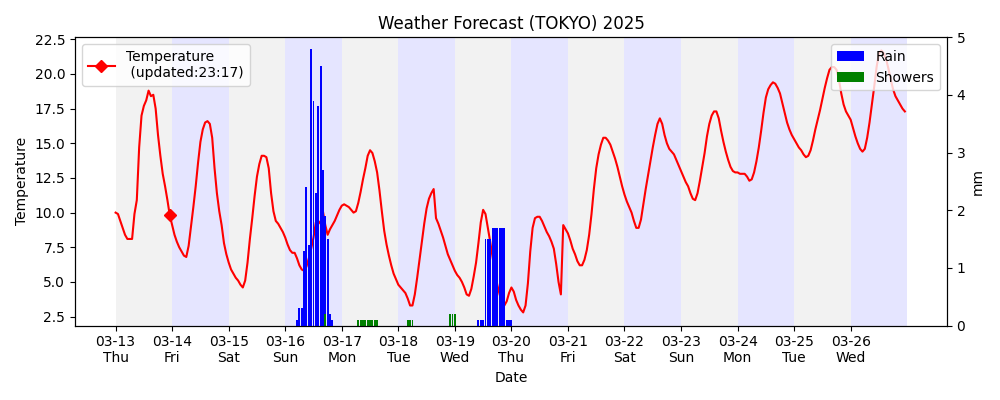 Weather Forecast (TOKYO) 2025
Temperature
(updated:23:17)
Rain
Showers
Temperature
22.5
20.0
17.5
15.0
12.5
10.0
7.5
5.0
2.5
5
4
3
2
1
0
mm
03-13 03-14 03-15 03-16 03-17 03-18 03-19 03-20 03-21 03-22 03-23 03-24 03-25 03-26
Thu Fri Sat Sun Mon Tue Wed Thu Fri Sat Sun Mon Tue Wed
Date